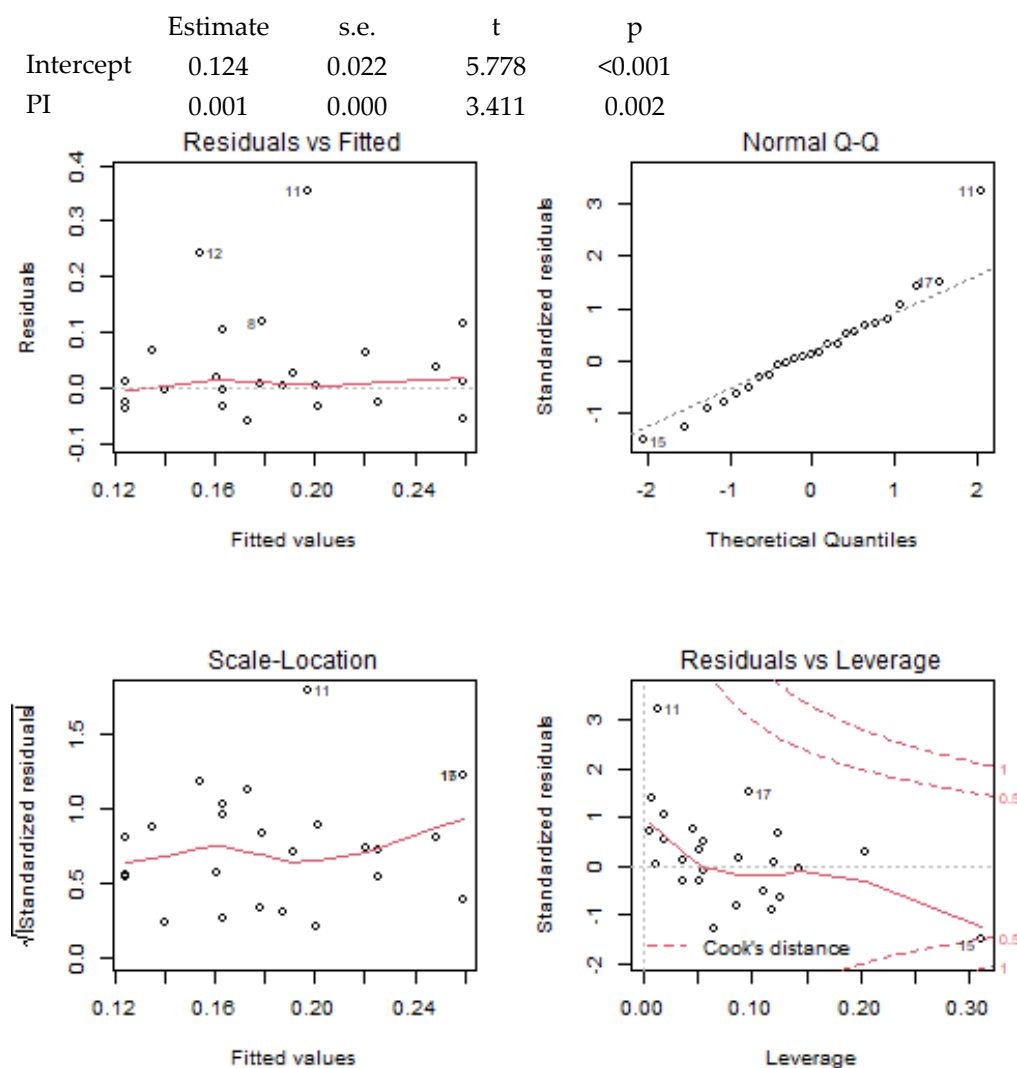 Estimate s.e. t p
Intercept 0.124 0.022 5.778 <0.001
PI 0.001 0.000 3.411 0.002
Residuals vs Fitted
Residuals
0.4
0.3
0.2
0.1
0.0
-0.1
11
12
8
0.12 0.16 0.20 0.24
Fitted values
Normal Q-Q
Standardized residuals
3
2
1
0
-1
11
17
15
-2 -1 0 1 2
Theoretical Quantiles
Scale-Location
√|Standardized residuals|
1.5
1.0
0.5
0.0
11
0.12 0.16 0.20 0.24
Fitted values
Residuals vs Leverage
Standardized residuals
3
2
1
0
-1
-2
11
17
1
0.5
15
0.5
1
Cook's distance
0.00 0.10 0.20 0.30
Leverage